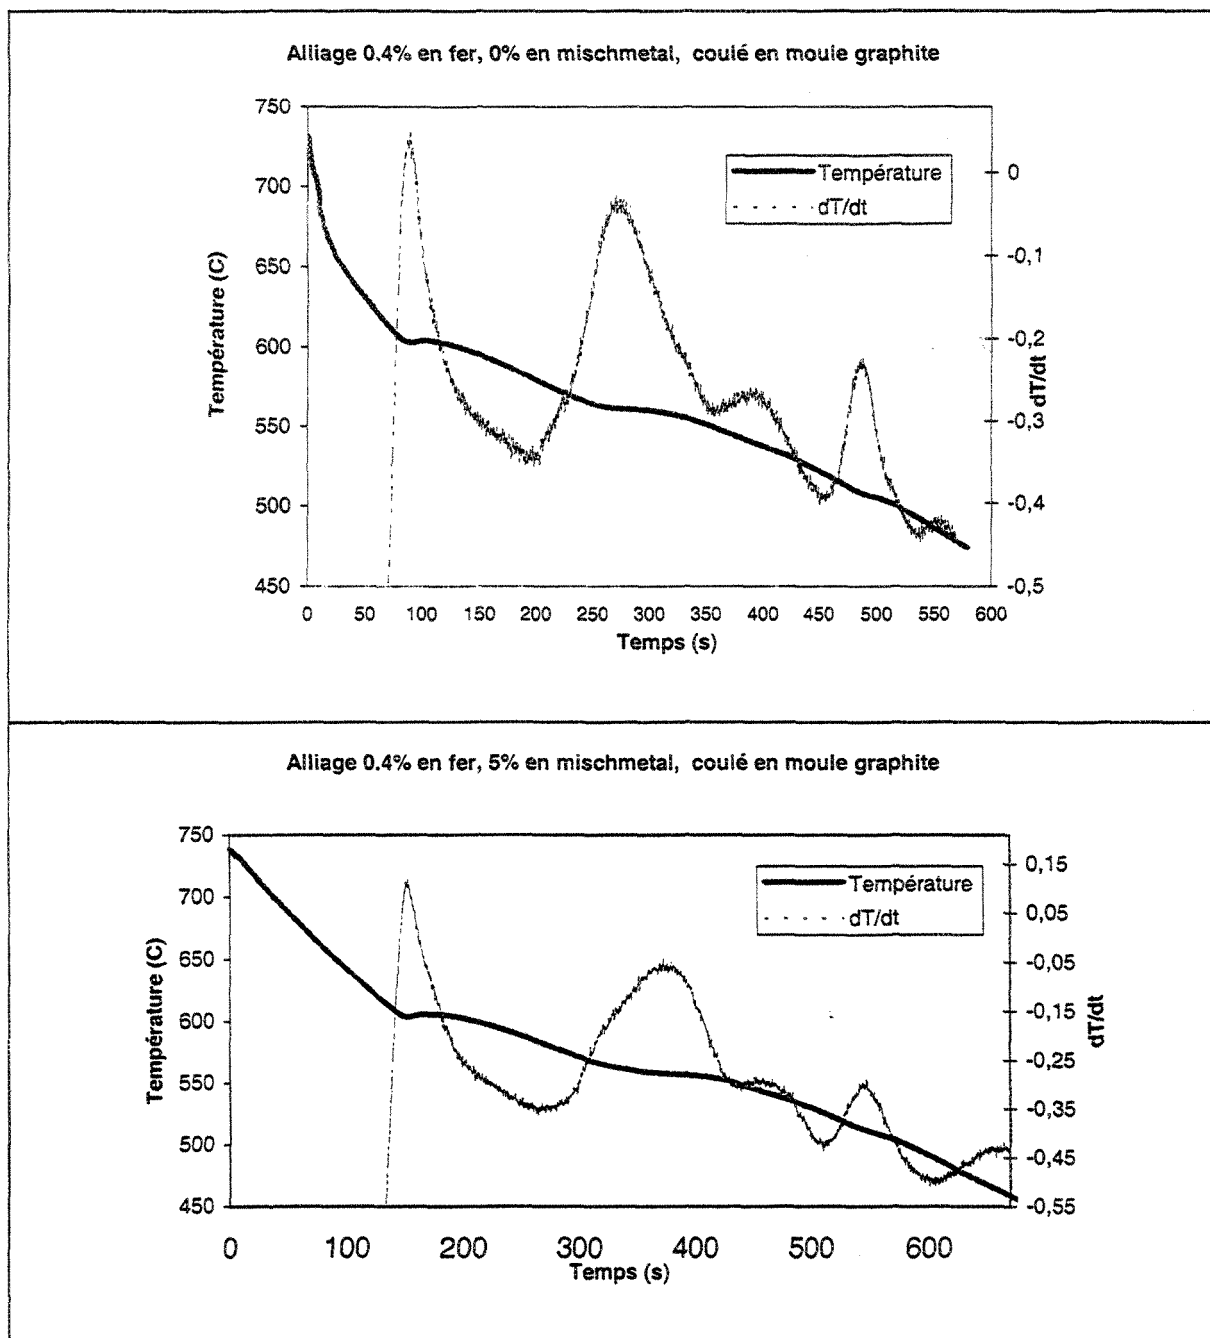 Alliage 0.4% en fer, 0% en mischmetal, coulé en moule graphite
750
700
650
600
550
500
450
Température (C)
Température
dT/dt
0
-0,1
-0,2
-0,3
-0,4
-0,5
dT/dt
0 50 100 150 200 250 300 350 400 450 500 550 600
Temps (s)
Alliage 0.4% en fer, 5% en mischmetal, coulé en moule graphite
750
700
650
600
550
500
450
Température (C)
Température
dT/dt
0,15
0,05
-0,05
-0,15
-0,25
-0,35
-0,45
-0,55
dT/dt
0 100 200 300 400 500 600
Temps (s)